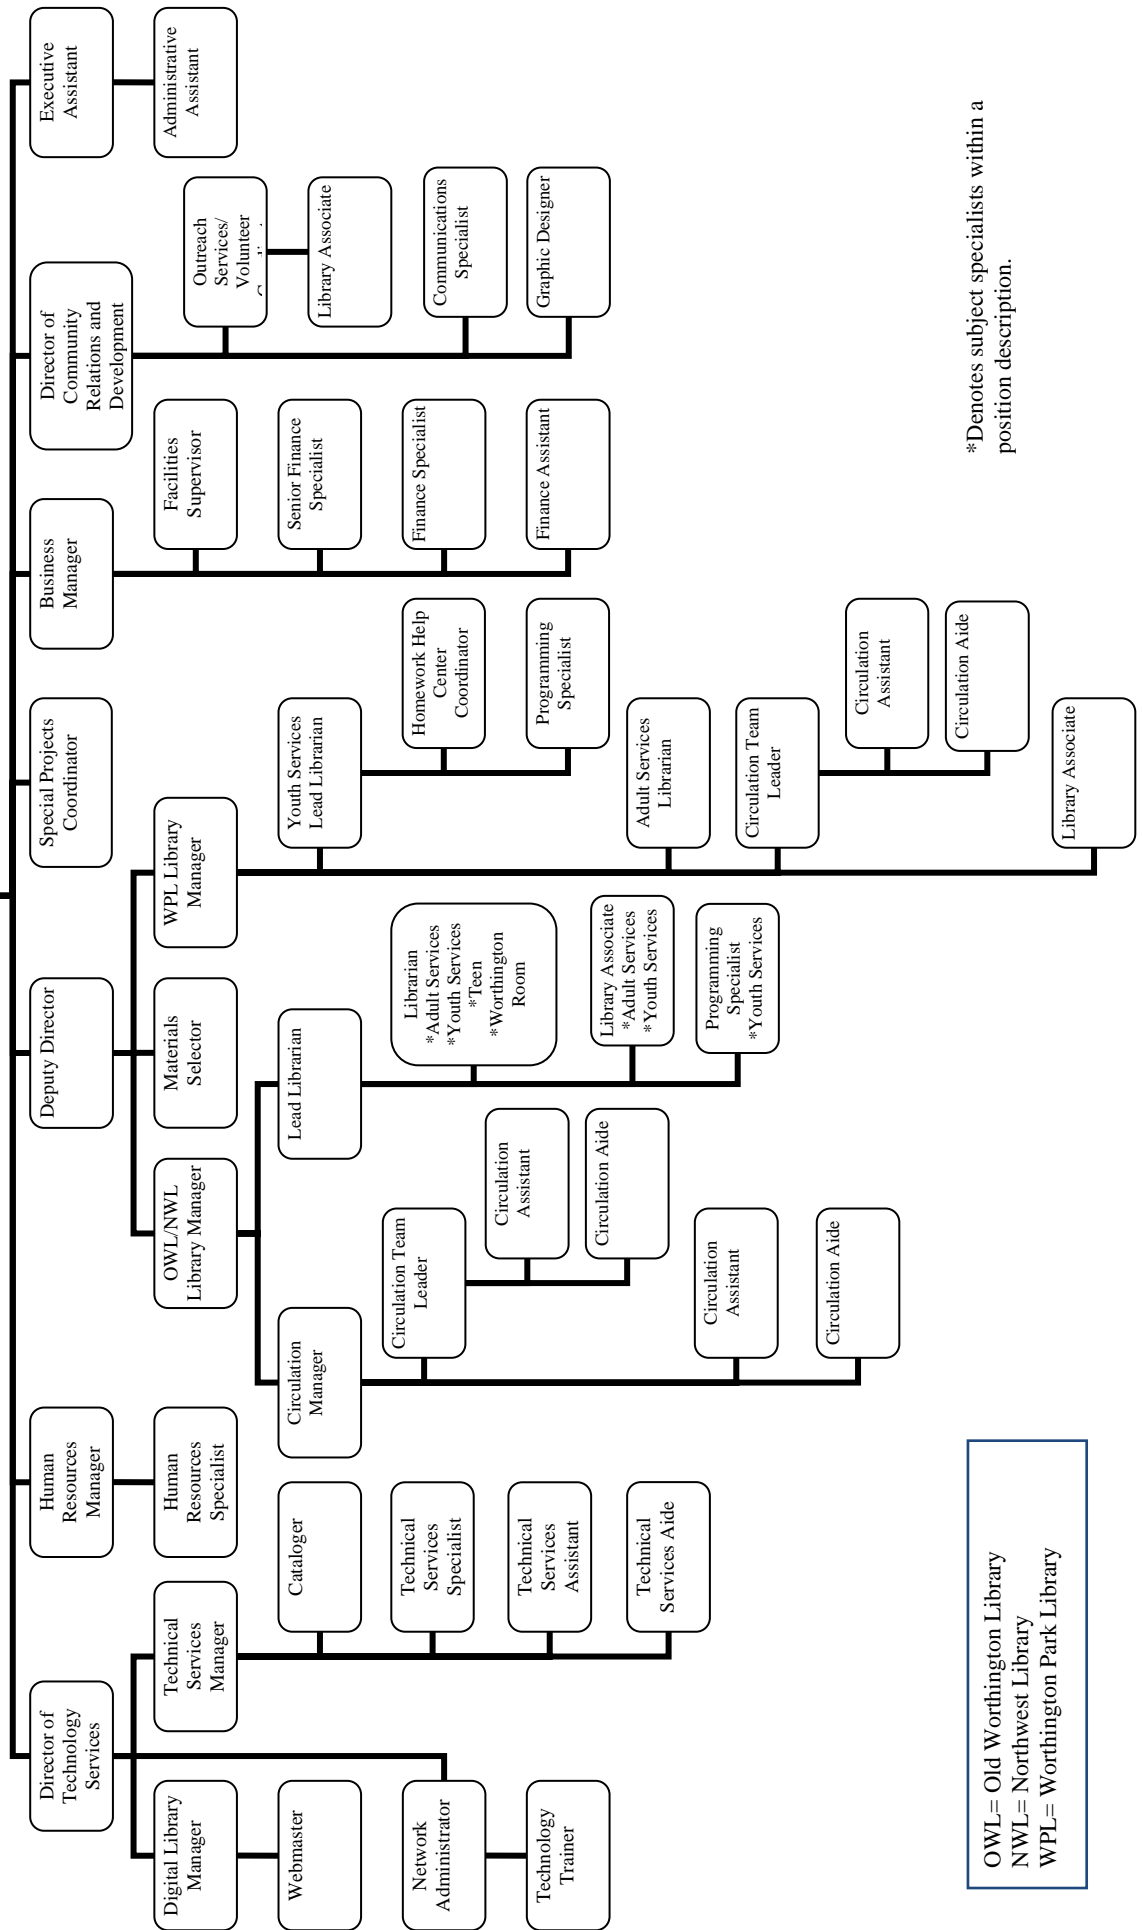 Director of
Technology
Services
Digital Library
Manager
Webmaster
Network
Administrator
Technology
Trainer
Technical
Services
Manager
Cataloger
Technical
Services
Specialist
Technical
Services
Assistant
Technical
Services Aide
Human
Resources
Manager
Human
Resources
Specialist
Deputy Director
OWL/NWL
Library Manager
Circulation
Manager
Circulation Team
Leader
Circulation
Assistant
Circulation Aide
Circulation
Assistant
Circulation Aide
Lead Librarian
Librarian
*Adult Services
*Youth Services
*Teen
*Worthington
Room
Library Associate
*Adult Services
*Youth Services
Programming
Specialist
*Youth Services
Materials
Selector
WPL Library
Manager
Youth Services
Lead Librarian
Homework Help
Center
Coordinator
Programming
Specialist
Adult Services
Librarian
Circulation Team
Leader
Circulation
Assistant
Circulation Aide
Library Associate
Special Projects
Coordinator
Business
Manager
Facilities
Supervisor
Senior Finance
Specialist
Finance Specialist
Finance Assistant
Director of
Community
Relations and
Development
Outreach
Services/
Volunteer
Library Associate
Communications
Specialist
Graphic Designer
Executive
Assistant
Administrative
Assistant
OWL= Old Worthington Library
NWL= Northwest Library
WPL= Worthington Park Library
*Denotes subject specialists within a
position description.